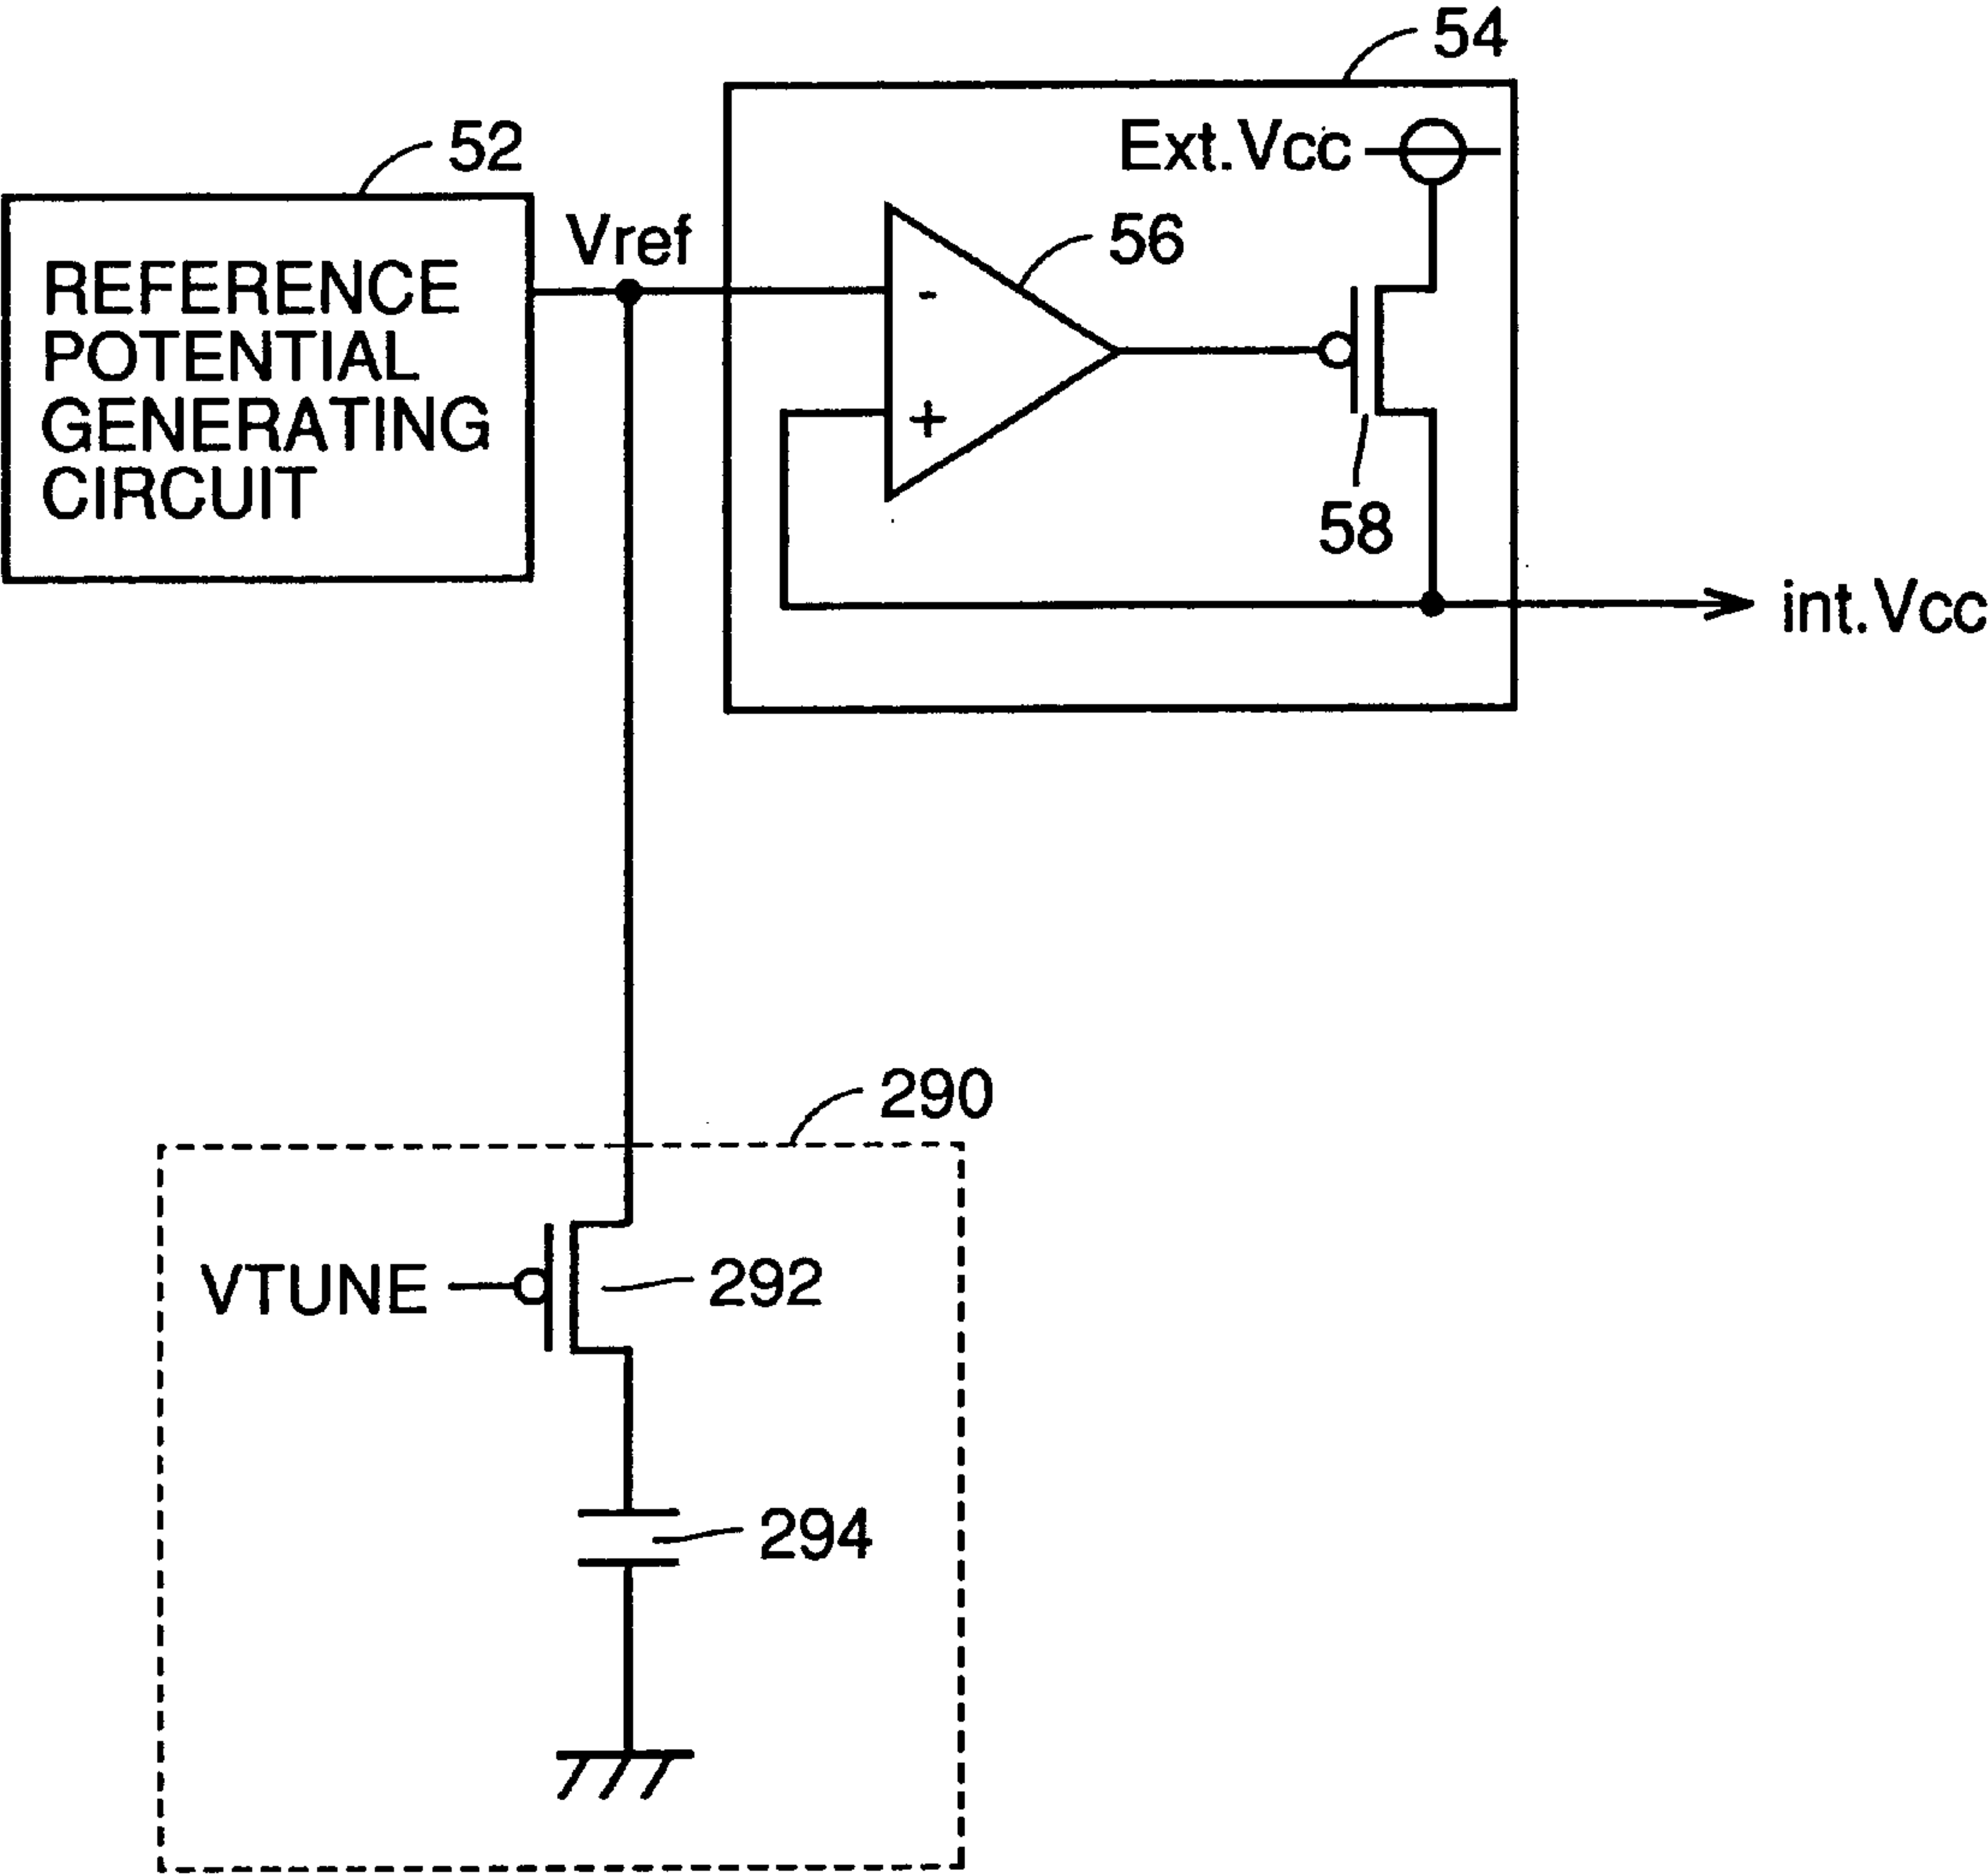 54
52
Ext.Vcc
Vref
56
REFERENCE
POTENTIAL
GENERATING
CIRCUIT
-
+
58
int.Vcc
290
VTUNE
292
294